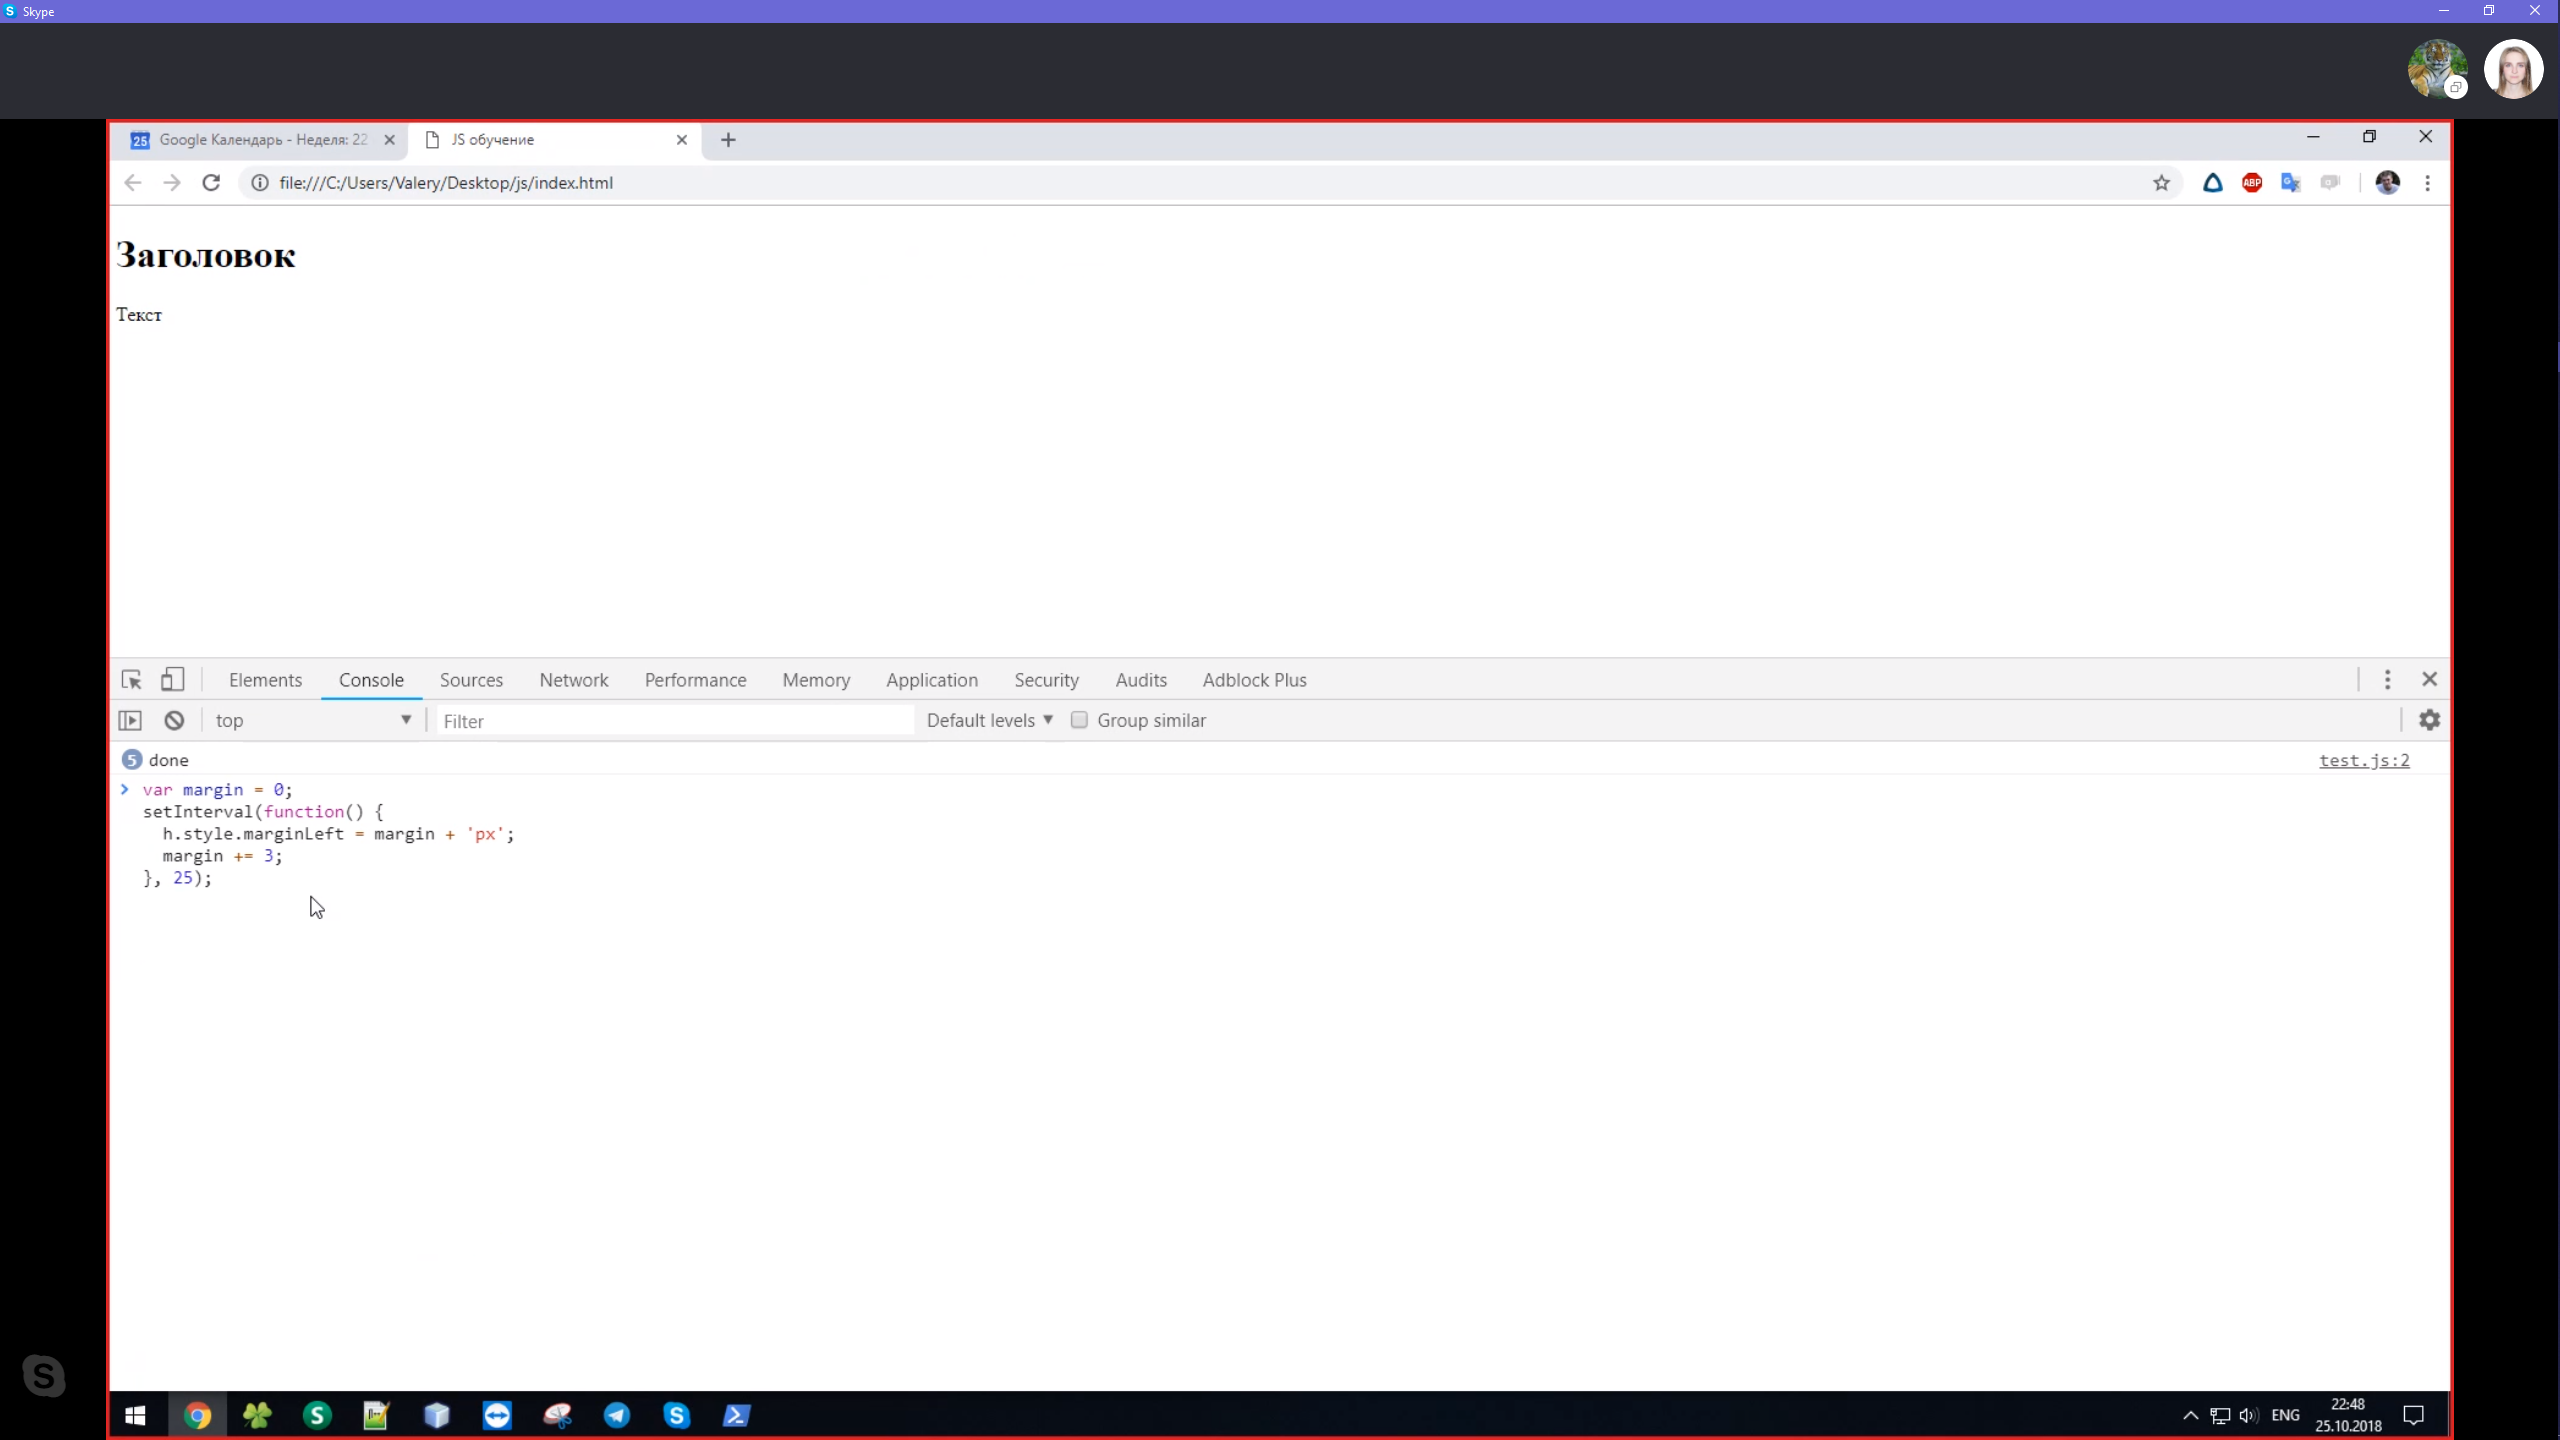 Skype
Google Календарь - Неделя: 22
JS обучение
file:///C:/Users/Valery/Desktop/js/index.html
ABP
Заголовок
Текст
Elements Console Sources Network Performance Memory Application Security Audits Adblock Plus
top Filter Default levels Group similar
5 done test.js:2
var margin = 0;
setInterval(function() {
h.style.marginLeft = margin + 'px';
margin += 3;
}, 25);
ENG
22:48
25.10.2018